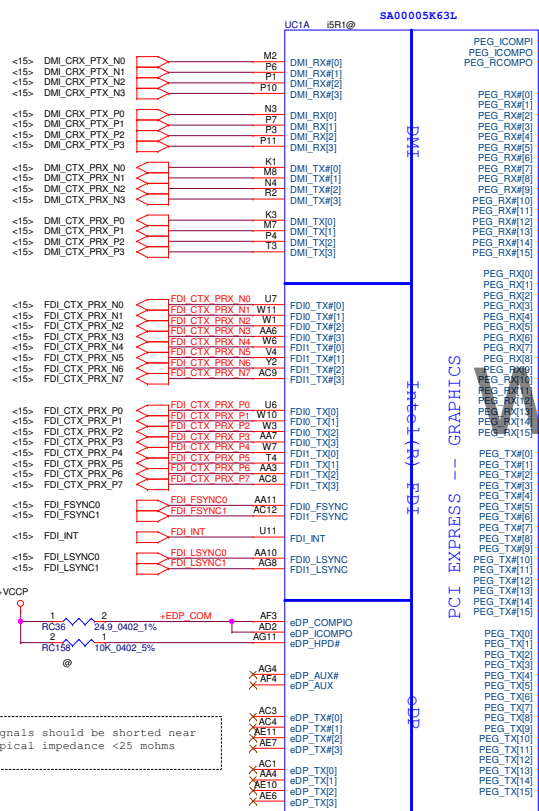 SA00005K63L
UC1A i5R1@
<15> DMI_CRX_PTX_N0 M2 DMI_RX#[0]
<15> DMI_CRX_PTX_N1 P6 DMI_RX#[1]
<15> DMI_CRX_PTX_N2 P1 DMI_RX#[2]
<15> DMI_CRX_PTX_N3 P10 DMI_RX#[3]
<15> DMI_CRX_PTX_P0 N3 DMI_RX[0]
<15> DMI_CRX_PTX_P1 P7 DMI_RX[1]
<15> DMI_CRX_PTX_P2 P3 DMI_RX[2]
<15> DMI_CRX_PTX_P3 P11 DMI_RX[3]
<15> DMI_CTX_PRX_N0 K1 DMI_TX#[0]
<15> DMI_CTX_PRX_N1 M8 DMI_TX#[1]
<15> DMI_CTX_PRX_N2 N4 DMI_TX#[2]
<15> DMI_CTX_PRX_N3 R2 DMI_TX#[3]
<15> DMI_CTX_PRX_P0 K3 DMI_TX[0]
<15> DMI_CTX_PRX_P1 M7 DMI_TX[1]
<15> DMI_CTX_PRX_P2 P4 DMI_TX[2]
<15> DMI_CTX_PRX_P3 T3 DMI_TX[3]
<15> FDI_CTX_PRX_N0 FDI_CTX_PRX_N0 U7 FDI0_TX#[0]
<15> FDI_CTX_PRX_N1 FDI_CTX_PRX_N1 W11 FDI0_TX#[1]
<15> FDI_CTX_PRX_N2 FDI_CTX_PRX_N2 W1 FDI0_TX#[2]
<15> FDI_CTX_PRX_N3 FDI_CTX_PRX_N3 AA6 FDI0_TX#[3]
<15> FDI_CTX_PRX_N4 FDI_CTX_PRX_N4 W6 FDI1_TX#[0]
<15> FDI_CTX_PRX_N5 FDI_CTX_PRX_N5 V4 FDI1_TX#[1]
<15> FDI_CTX_PRX_N6 FDI_CTX_PRX_N6 Y2 FDI1_TX#[2]
<15> FDI_CTX_PRX_N7 FDI_CTX_PRX_N7 AC9 FDI1_TX#[3]
<15> FDI_CTX_PRX_P0 FDI_CTX_PRX_P0 U6 FDI0_TX[0]
<15> FDI_CTX_PRX_P1 FDI_CTX_PRX_P1 W10 FDI0_TX[1]
<15> FDI_CTX_PRX_P2 FDI_CTX_PRX_P2 W3 FDI0_TX[2]
<15> FDI_CTX_PRX_P3 FDI_CTX_PRX_P3 AA7 FDI0_TX[3]
<15> FDI_CTX_PRX_P4 FDI_CTX_PRX_P4 W7 FDI1_TX[0]
<15> FDI_CTX_PRX_P5 FDI_CTX_PRX_P5 T4 FDI1_TX[1]
<15> FDI_CTX_PRX_P6 FDI_CTX_PRX_P6 AA3 FDI1_TX[2]
<15> FDI_CTX_PRX_P7 FDI_CTX_PRX_P7 AC8 FDI1_TX[3]
<15> FDI_FSYNC0 FDI_FSYNC0 AA11 FDI0_FSYNC
<15> FDI_FSYNC1 FDI_FSYNC1 AC12 FDI1_FSYNC
<15> FDI_INT FDI_INT U11 FDI_INT
<15> FDI_LSYNC0 FDI_LSYNC0 AA10 FDI0_LSYNC
<15> FDI_LSYNC1 FDI_LSYNC1 AG8 FDI1_LSYNC
+VCCP
1 2 +EDP_COM AF3 eDP_COMPIO
RC36 24.9_0402_1% AD2 eDP_ICOMPO
2 1 AG11 eDP_HPD#
RC158 10K_0402_5%
@
AG4 eDP_AUX#
AF4 eDP_AUX
AC3 eDP_TX#[0]
AC4 eDP_TX#[1]
AE11 eDP_TX#[2]
AE7 eDP_TX#[3]
AC1 eDP_TX[0]
AA4 eDP_TX[1]
AE10 eDP_TX[2]
AE6 eDP_TX[3]
gnals should be shorted near
pical impedance <25 mohms
DMI
Intel(R) FDI
eDP
PCI EXPRESS -- GRAPHICS
PEG_ICOMPI
PEG_ICOMPO
PEG_RCOMPO
PEG_RX#[0]
PEG_RX#[1]
PEG_RX#[2]
PEG_RX#[3]
PEG_RX#[4]
PEG_RX#[5]
PEG_RX#[6]
PEG_RX#[7]
PEG_RX#[8]
PEG_RX#[9]
PEG_RX#[10]
PEG_RX#[11]
PEG_RX#[12]
PEG_RX#[13]
PEG_RX#[14]
PEG_RX#[15]
PEG_RX[0]
PEG_RX[1]
PEG_RX[2]
PEG_RX[3]
PEG_RX[4]
PEG_RX[5]
PEG_RX[6]
PEG_RX[7]
PEG_RX[8]
PEG_RX[9]
PEG_RX[10]
PEG_RX[11]
PEG_RX[12]
PEG_RX[13]
PEG_RX[14]
PEG_RX[15]
PEG_TX#[0]
PEG_TX#[1]
PEG_TX#[2]
PEG_TX#[3]
PEG_TX#[4]
PEG_TX#[5]
PEG_TX#[6]
PEG_TX#[7]
PEG_TX#[8]
PEG_TX#[9]
PEG_TX#[10]
PEG_TX#[11]
PEG_TX#[12]
PEG_TX#[13]
PEG_TX#[14]
PEG_TX#[15]
PEG_TX[0]
PEG_TX[1]
PEG_TX[2]
PEG_TX[3]
PEG_TX[4]
PEG_TX[5]
PEG_TX[6]
PEG_TX[7]
PEG_TX[8]
PEG_TX[9]
PEG_TX[10]
PEG_TX[11]
PEG_TX[12]
PEG_TX[13]
PEG_TX[14]
PEG_TX[15]
W